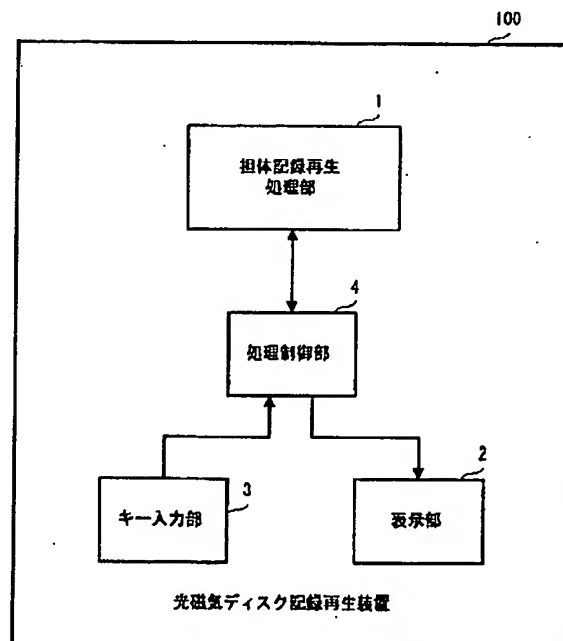 100
1
担体記録再生
処理部
4
処理制御部
3
キー入力部
2
表示部
光磁気ディスク記録再生装置